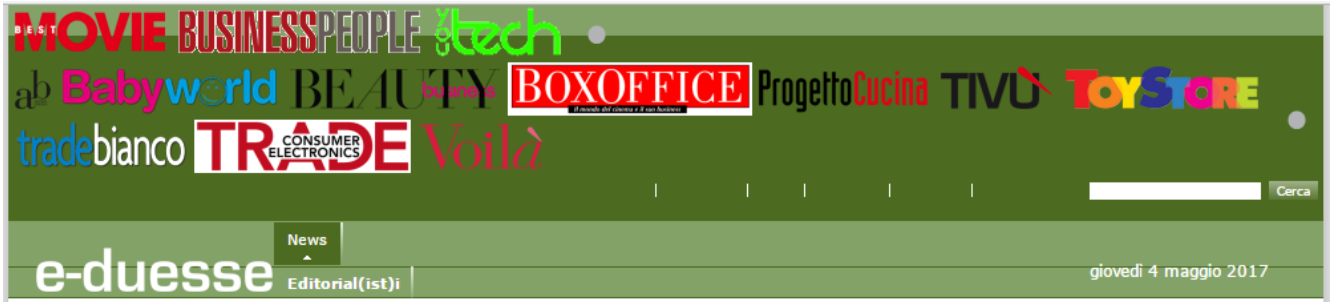 BEST MOVIE BUSINESSPEOPLE YOU tech
ab Babyworld BEAUTY business BOXOFFICE ProgettoCucina TIVÙ TOYSTORE
Il mondo del cinema e il suo business
tradebianco TRADE CONSUMER ELECTRONICS Voilà
Cerca
News
e-duesse Editorial(ist)i
giovedì 4 maggio 2017